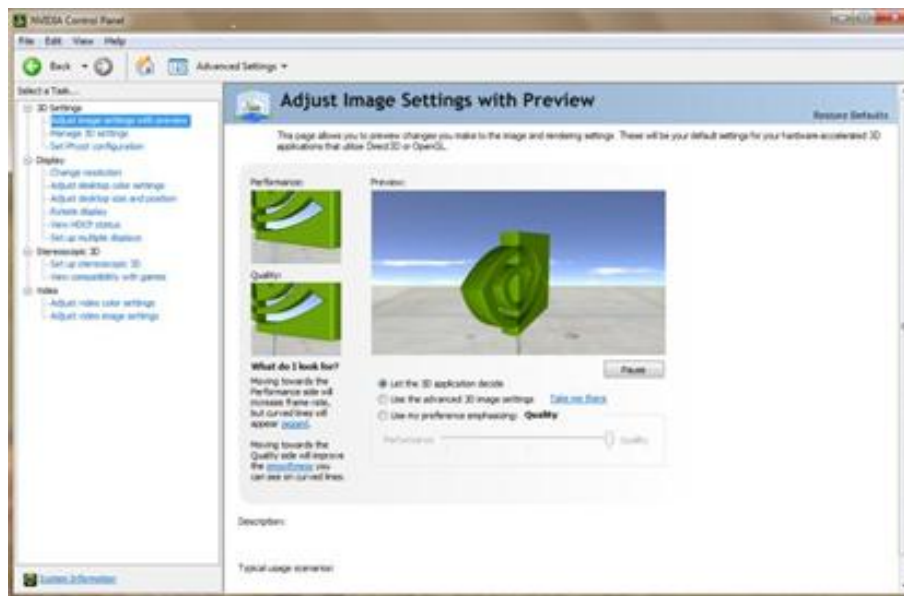 NVIDIA Control Panel
File Edit View Help
Back Advanced Settings
Select a Task...
3D Settings
Adjust image settings with preview
Manage 3D settings
Set PhysX configuration
Display
Change resolution
Adjust desktop color settings
Adjust desktop size and position
Rotate display
View HDCP status
Set up multiple displays
Stereoscopic 3D
Set up stereoscopic 3D
View compatibility with games
Video
Adjust video color settings
Adjust video image settings
System Information
Adjust Image Settings with Preview
Restore Defaults
This page allows you to preview changes you make to the image and rendering settings. These will be your default settings for your hardware accelerated 3D
applications that utilize Direct3D or OpenGL.
Performance:
Quality:
What do I look for?
Moving towards the
Performance side will
increase frame rate,
but curved lines will
appear jagged.
Moving towards the
Quality side will improve
the smoothness you
can see on curved lines.
Preview:
Pause
Let the 3D application decide
Use the advanced 3D image settings Take me there
Use my preference emphasizing: Quality
Performance Quality
Description:
Typical usage scenarios: